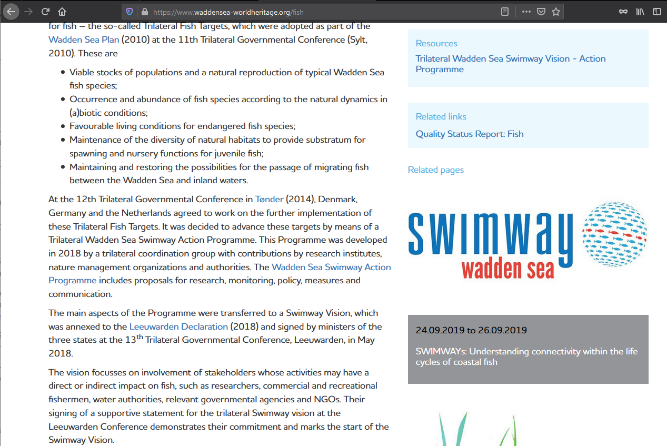 https://www.waddensea-worldheritage.org/fish
for fish – the so-called Trilateral Fish Targets, which were adopted as part of the
Wadden Sea Plan (2010) at the 11th Trilateral Governmental Conference (Sylt,
2010). These are
• Viable stocks of populations and a natural reproduction of typical Wadden Sea
fish species;
• Occurrence and abundance of fish species according to the natural dynamics in
(a)biotic conditions;
• Favourable living conditions for endangered fish species;
• Maintenance of the diversity of natural habitats to provide substratum for
spawning and nursery functions for juvenile fish;
• Maintaining and restoring the possibilities for the passage of migrating fish
between the Wadden Sea and inland waters.
At the 12th Trilateral Governmental Conference in Tønder (2014), Denmark,
Germany and the Netherlands agreed to work on the further implementation of
these Trilateral Fish Targets. It was decided to advance these targets by means of a
Trilateral Wadden Sea Swimway Action Programme. This Programme was developed
in 2018 by a trilateral coordination group with contributions by research institutes,
nature management organizations and authorities. The Wadden Sea Swimway Action
Programme includes proposals for research, monitoring, policy, measures and
communication.
The main aspects of the Programme were transferred to a Swimway Vision, which
was annexed to the Leeuwarden Declaration (2018) and signed by ministers of the
three states at the 13th Trilateral Governmental Conference, Leeuwarden, in May
2018.
The vision focusses on involvement of stakeholders whose activities may have a
direct or indirect impact on fish, such as researchers, commercial and recreational
fishermen, water authorities, relevant governmental agencies and NGOs. Their
signing of a supportive statement for the trilateral Swimway vision at the
Leeuwarden Conference demonstrates their commitment and marks the start of the
Swimway Vision.
Resources
Trilateral Wadden Sea Swimway Vision - Action
Programme
Related links
Quality Status Report: Fish
Related pages
swimway
wadden sea
24.09.2019 to 26.09.2019
SWIMWAYs: Understanding connectivity within the life
cycles of coastal fish